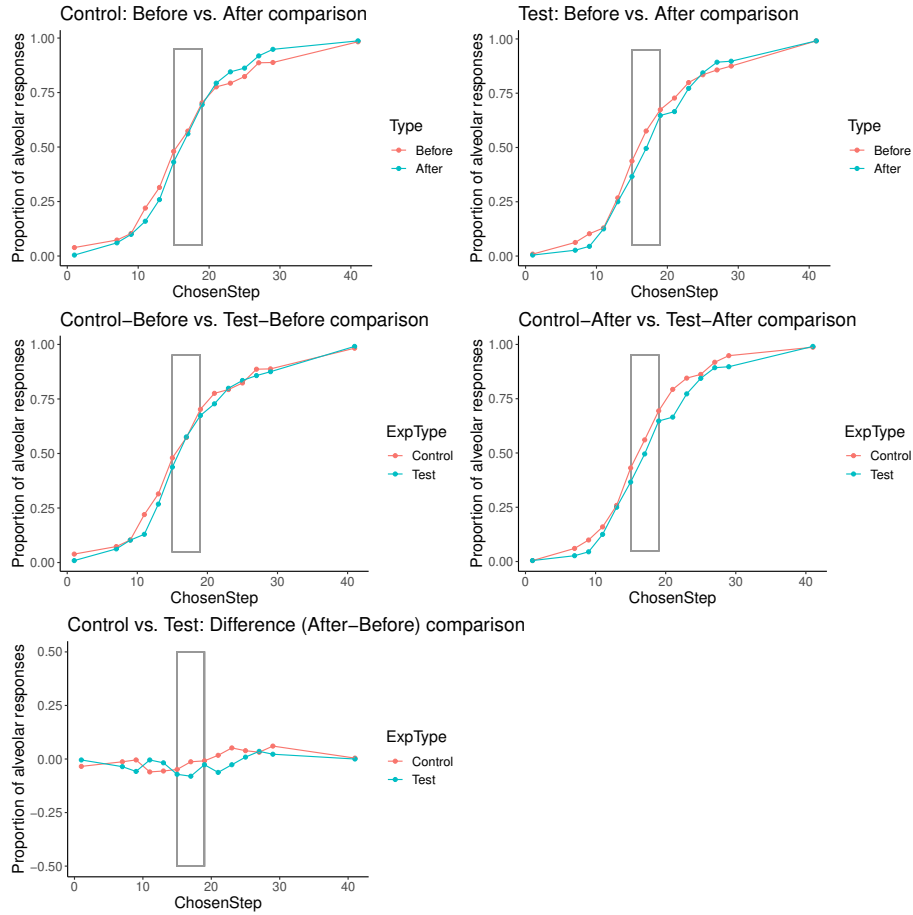 Control: Before vs. After comparison
Proportion of alveolar responses
1.00
0.75
0.50
0.25
0.00
0 10 20 30 40
ChosenStep
Type
Before
After
Test: Before vs. After comparison
Proportion of alveolar responses
1.00
0.75
0.50
0.25
0.00
0 10 20 30 40
ChosenStep
Type
Before
After
Control−Before vs. Test−Before comparison
Proportion of alveolar responses
1.00
0.75
0.50
0.25
0.00
0 10 20 30 40
ChosenStep
ExpType
Control
Test
Control−After vs. Test−After comparison
Proportion of alveolar responses
1.00
0.75
0.50
0.25
0.00
0 10 20 30 40
ChosenStep
ExpType
Control
Test
Control vs. Test: Difference (After−Before) comparison
Proportion of alveolar responses
0.50
0.25
0.00
−0.25
−0.50
0 10 20 30 40
ChosenStep
ExpType
Control
Test